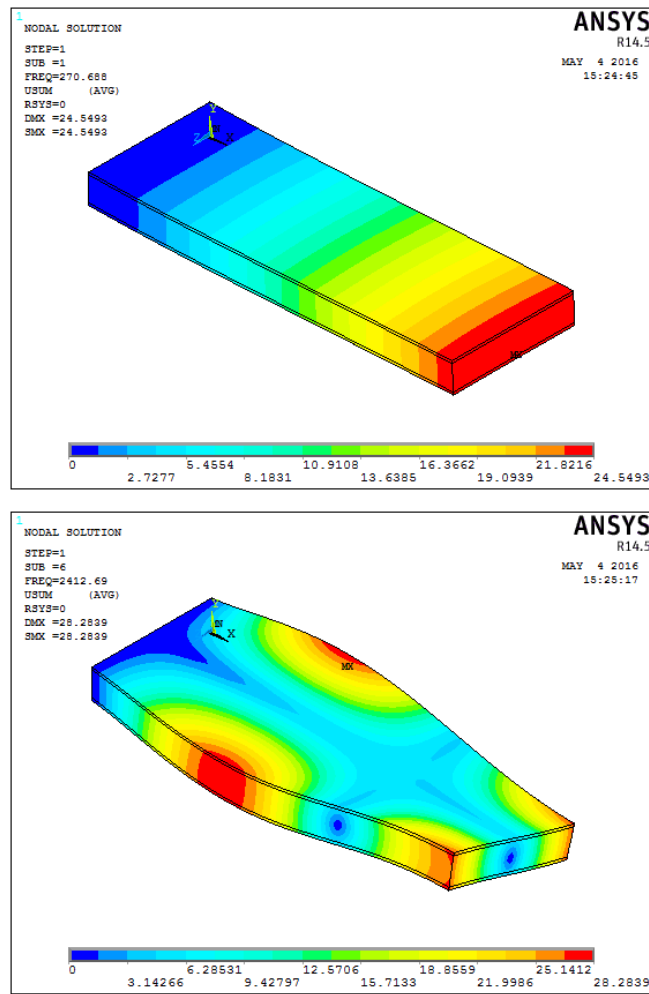 1
NODAL SOLUTION
ANSYS
R14.5
STEP=1
SUB =1
FREQ=270.688
USUM (AVG)
RSYS=0
DMX =24.5493
SMX =24.5493
MAY 4 2016
15:24:45
Y
Z X
0 5.4554 10.9108 16.3662 21.8216
2.7277 8.1831 13.6385 19.0939 24.5493
1
NODAL SOLUTION
ANSYS
R14.5
STEP=1
SUB =6
FREQ=2412.69
USUM (AVG)
RSYS=0
DMX =28.2839
SMX =28.2839
MAY 4 2016
15:25:17
Y
X
MX
0 6.28531 12.5706 18.8559 25.1412
3.14266 9.42797 15.7133 21.9986 28.2839